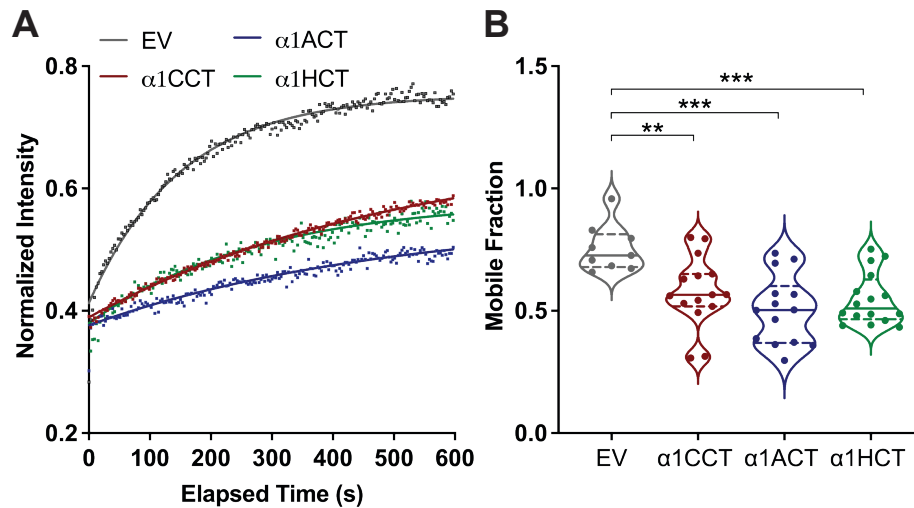 A
EV
α1ACT
α1CCT
α1HCT
0.8
0.6
0.4
0.2
Normalized Intensity
0 100 200 300 400 500 600
Elapsed Time (s)
B
1.5
1.0
0.5
0.0
Mobile Fraction
***
***
**
EV α1CCT α1ACT α1HCT